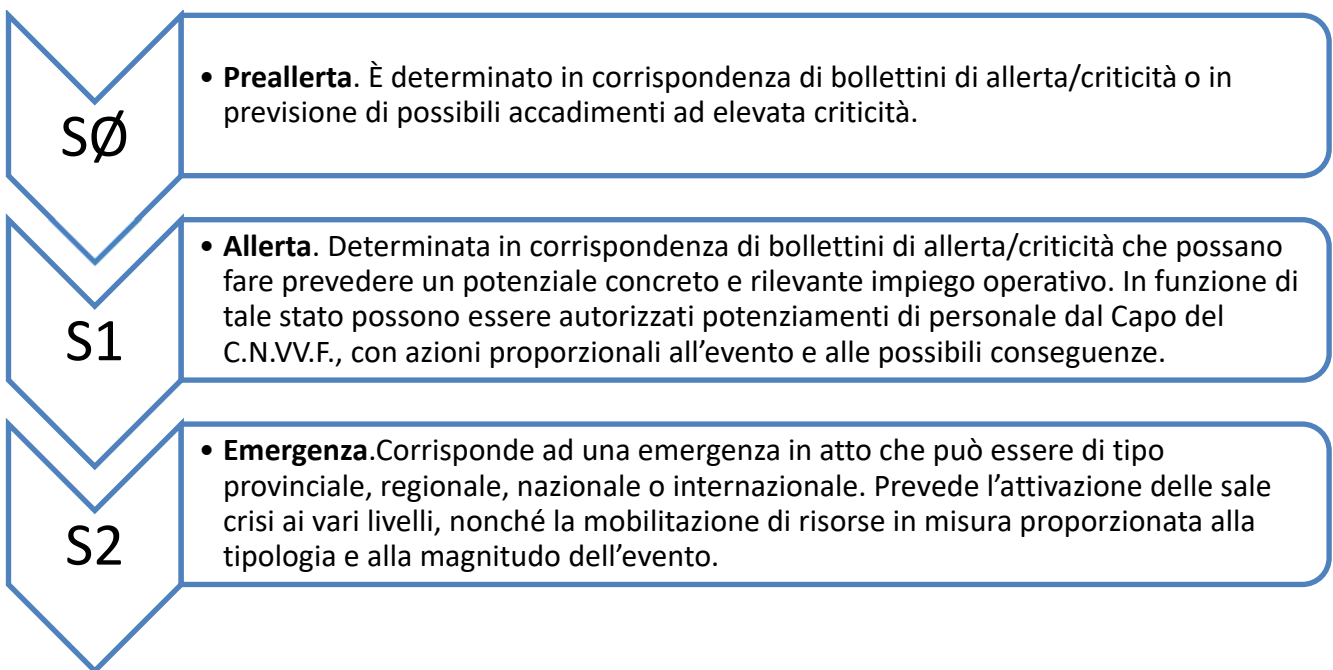 SØ
• Preallerta. È determinato in corrispondenza di bollettini di allerta/criticità o in
previsione di possibili accadimenti ad elevata criticità.
S1
• Allerta. Determinata in corrispondenza di bollettini di allerta/criticità che possano
fare prevedere un potenziale concreto e rilevante impiego operativo. In funzione di
tale stato possono essere autorizzati potenziamenti di personale dal Capo del
C.N.VV.F., con azioni proporzionali all’evento e alle possibili conseguenze.
S2
• Emergenza.Corrisponde ad una emergenza in atto che può essere di tipo
provinciale, regionale, nazionale o internazionale. Prevede l’attivazione delle sale
crisi ai vari livelli, nonché la mobilitazione di risorse in misura proporzionata alla
tipologia e alla magnitudo dell’evento.